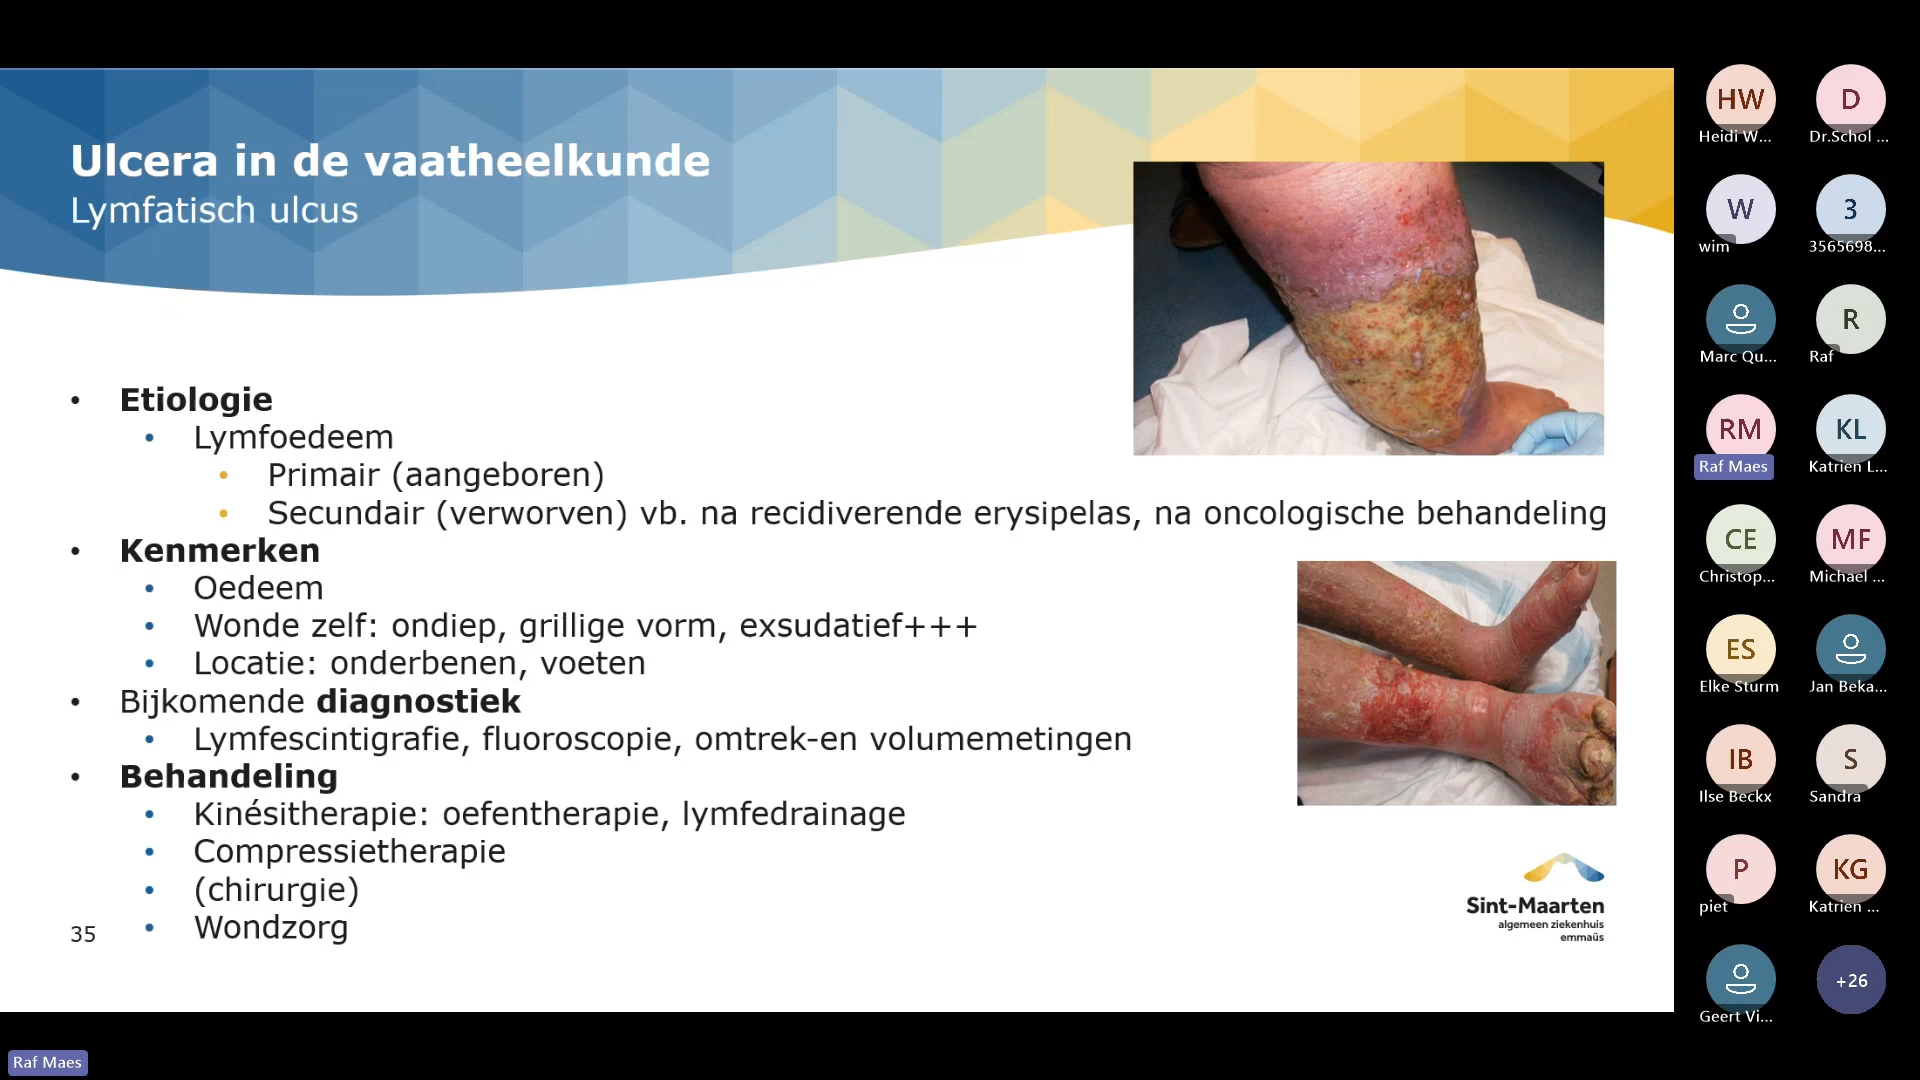 Ulcera in de vaatheelkunde
Lymfatisch ulcus
• Etiologie
• Lymfoedeem
• Primair (aangeboren)
• Secundair (verworven) vb. na recidiverende erysipelas, na oncologische behandeling
• Kenmerken
• Oedeem
• Wonde zelf: ondiep, grillige vorm, exsudatief+++
• Locatie: onderbenen, voeten
• Bijkomende diagnostiek
• Lymfescintigrafie, fluoroscopie, omtrek-en volumemetingen
• Behandeling
• Kinésitherapie: oefentherapie, lymfedrainage
• Compressietherapie
• (chirurgie)
• Wondzorg
35
Sint-Maarten
algemeen ziekenhuis
emmaüs
HW
Heidi W...
D
Dr.Schol ...
W
wim
3
3565698...
Marc Qu...
R
Raf
RM
Raf Maes
KL
Katrien L...
CE
Christop...
MF
Michael ...
ES
Elke Sturm
Jan Beka...
IB
Ilse Beckx
S
Sandra
P
piet
KG
Katrien ...
Geert Vi...
+26
Raf Maes